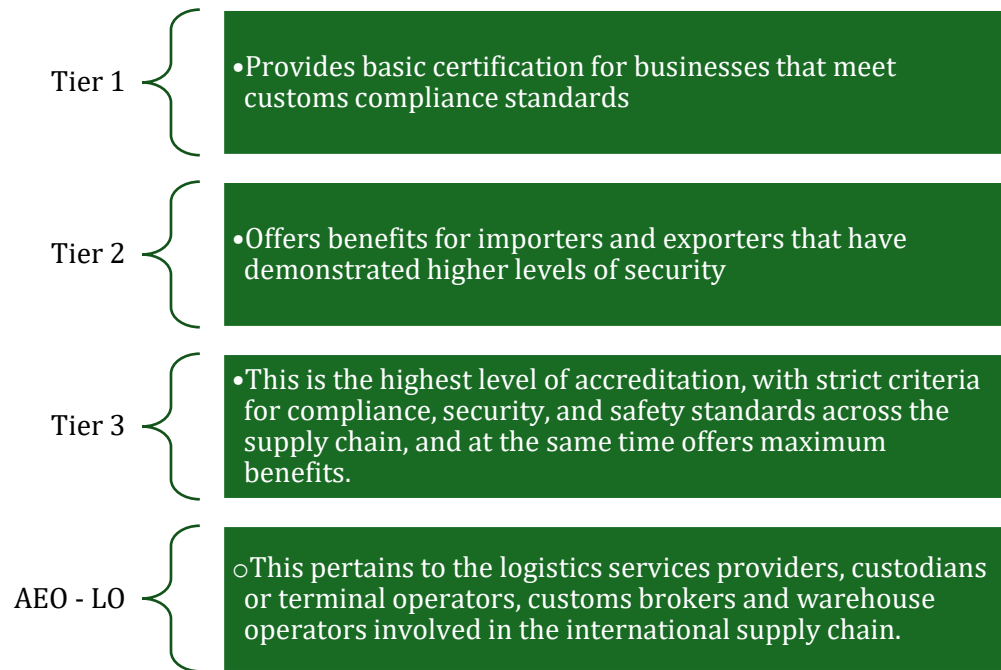 Tier 1
•Provides basic certification for businesses that meet
customs compliance standards
Tier 2
•Offers benefits for importers and exporters that have
demonstrated higher levels of security
Tier 3
•This is the highest level of accreditation, with strict criteria
for compliance, security, and safety standards across the
supply chain, and at the same time offers maximum
benefits.
AEO - LO
oThis pertains to the logistics services providers, custodians
or terminal operators, customs brokers and warehouse
operators involved in the international supply chain.